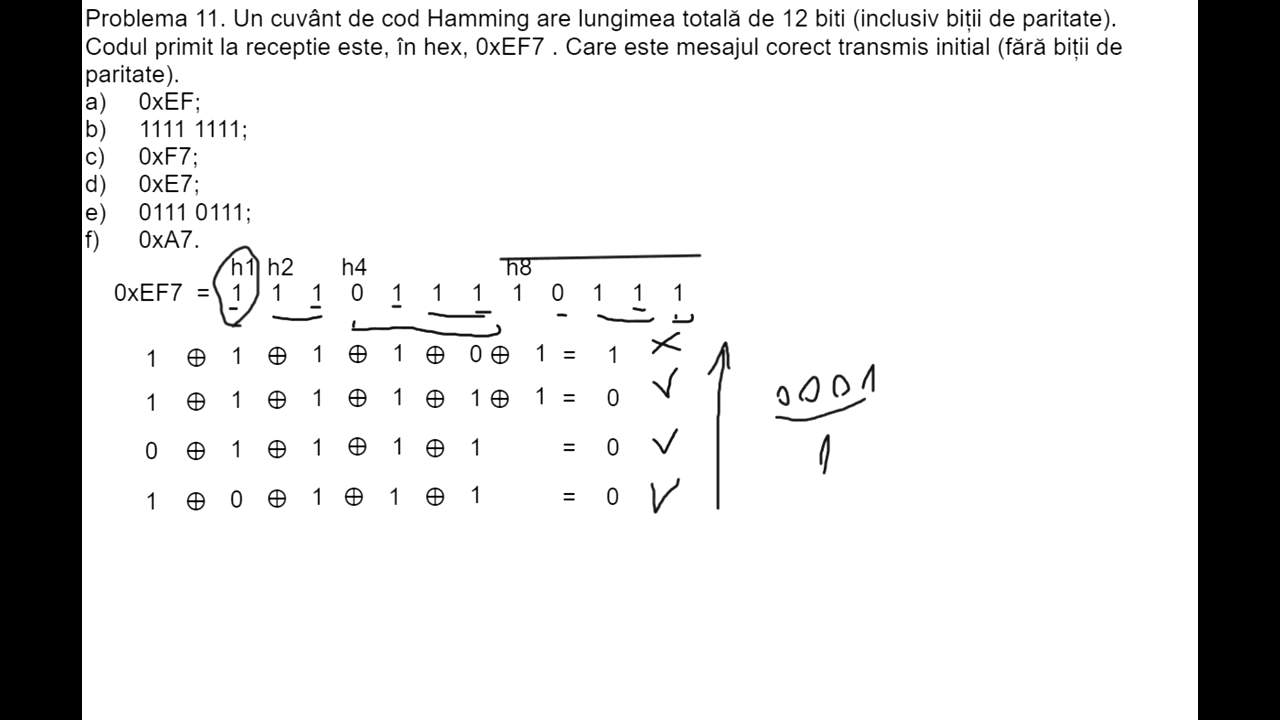 Problema 11. Un cuvânt de cod Hamming are lungimea totală de 12 biti (inclusiv biții de paritate).
Codul primit la receptie este, în hex, 0xEF7 . Care este mesajul corect transmis initial (fără biții de
paritate).
a) 0xEF;
b) 1111 1111;
c) 0xF7;
d) 0xE7;
e) 0111 0111;
f) 0xA7.
h1 h2 h4 h8
0xEF7 = 1 1 1 0 1 1 1 1 0 1 1 1
1 ⊕ 1 ⊕ 1 ⊕ 1 ⊕ 0 ⊕ 1 = 1
1 ⊕ 1 ⊕ 1 ⊕ 1 ⊕ 1 ⊕ 1 = 0
0 ⊕ 1 ⊕ 1 ⊕ 1 ⊕ 1 = 0
1 ⊕ 0 ⊕ 1 ⊕ 1 ⊕ 1 = 0
0001
1